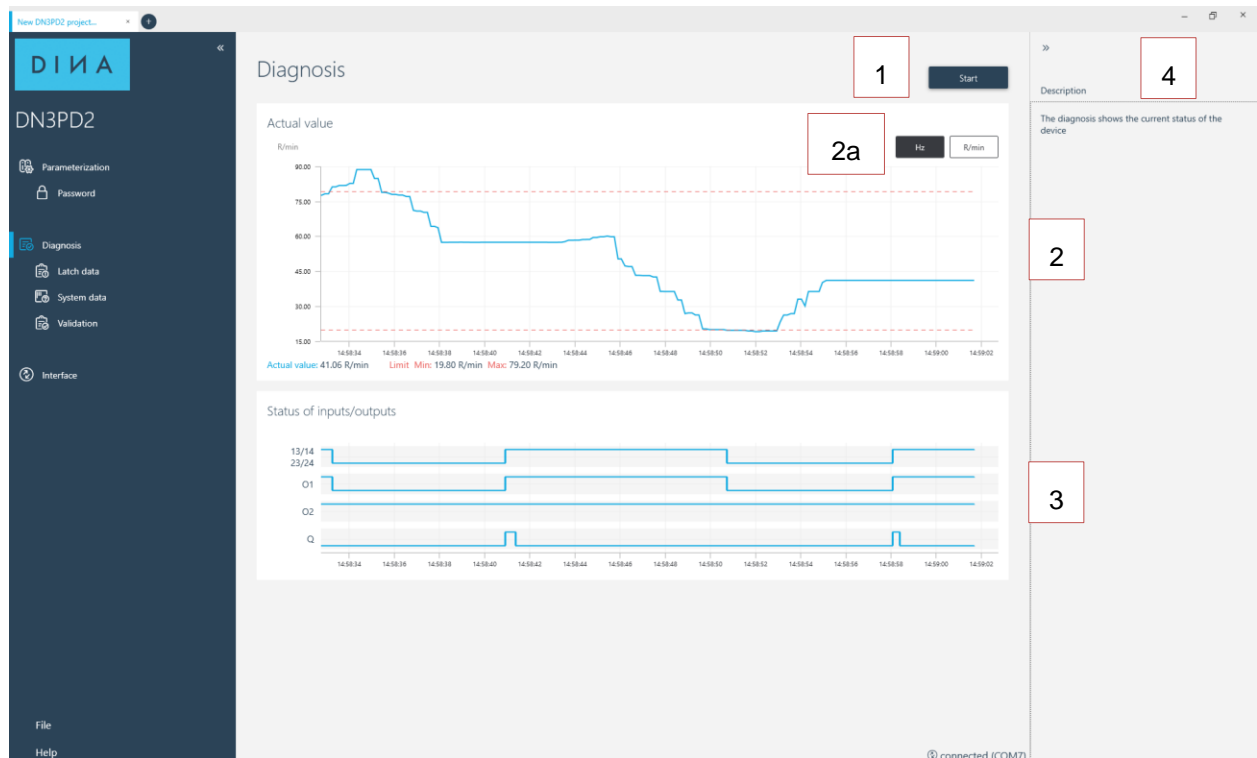 New DN3PD2 project...
DINA
DN3PD2
Parameterization
Password
Diagnosis
Latch data
System data
Validation
Interface
File
Help
Diagnosis
1
Start
Actual value
2a
Hz
R/min
R/min
90.00
75.00
60.00
45.00
30.00
15.00
14:58:34 14:58:36 14:58:38 14:58:40 14:58:42 14:58:44 14:58:46 14:58:48 14:58:50 14:58:52 14:58:54 14:58:56 14:58:58 14:59:00 14:59:02
Actual value: 41.06 R/min Limit Min: 19.80 R/min Max: 79.20 R/min
2
Status of inputs/outputs
13/14
23/24
O1
O2
Q
14:58:34 14:58:36 14:58:38 14:58:40 14:58:42 14:58:44 14:58:46 14:58:48 14:58:50 14:58:52 14:58:54 14:58:56 14:58:58 14:59:00 14:59:02
3
connected (COM7)
4
Description
The diagnosis shows the current status of the
device